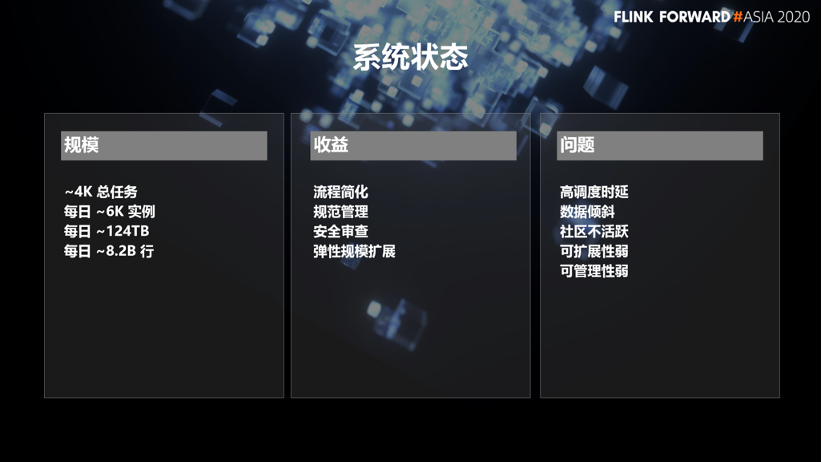 FLINK FORWARD #ASIA 2020
系统状态
规模
~4K 总任务
每日 ~6K 实例
每日 ~124TB
每日 ~8.2B 行
收益
流程简化
规范管理
安全审查
弹性规模扩展
问题
高调度时延
数据倾斜
社区不活跃
可扩展性弱
可管理性弱